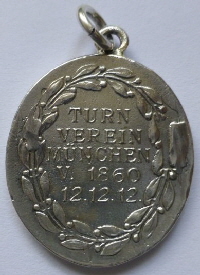 TURN
VEREIN
MÜNCHEN
V. 1860
12.12.12.